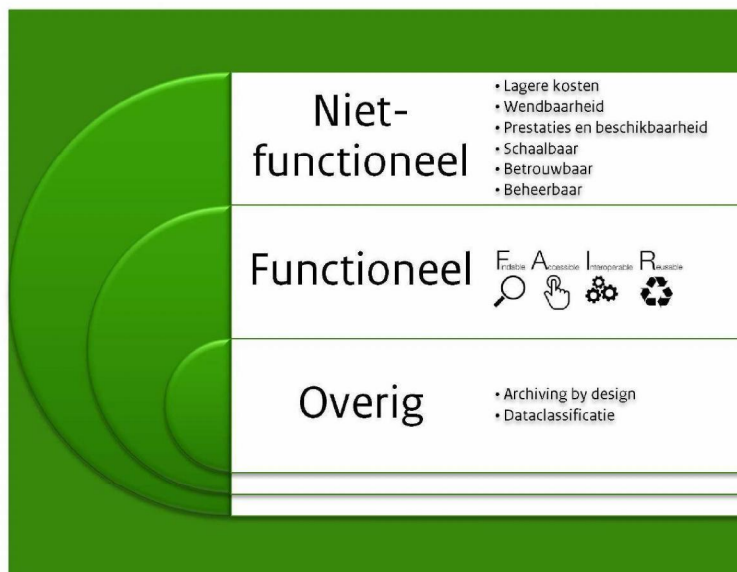 Niet-
functioneel
• Lagere kosten
• Wendbaarheid
• Prestaties en beschikbaarheid
• Schaalbaar
• Betrouwbaar
• Beheerbaar
Functioneel
Findable Accessible Interoperable Reusable
Overig
• Archiving by design
• Dataclassificatie